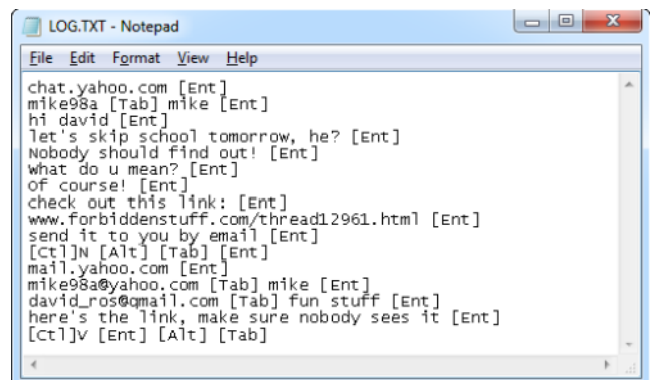 LOG.TXT - Notepad
File Edit Format View Help
chat.yahoo.com [Ent]
mike98a [Tab] mike [Ent]
hi david [Ent]
let's skip school tomorrow, he? [Ent]
Nobody should find out! [Ent]
what do u mean? [Ent]
of course! [Ent]
check out this link: [Ent]
www.forbiddenstuff.com/thread12961.html [Ent]
send it to you by email [Ent]
[Ctl]N [Alt] [Tab] [Ent]
mail.yahoo.com [Ent]
mike98a@yahoo.com [Tab] mike [Ent]
david_ros@qmail.com [Tab] fun stuff [Ent]
here's the link, make sure nobody sees it [Ent]
[Ctl]V [Ent] [Alt] [Tab]